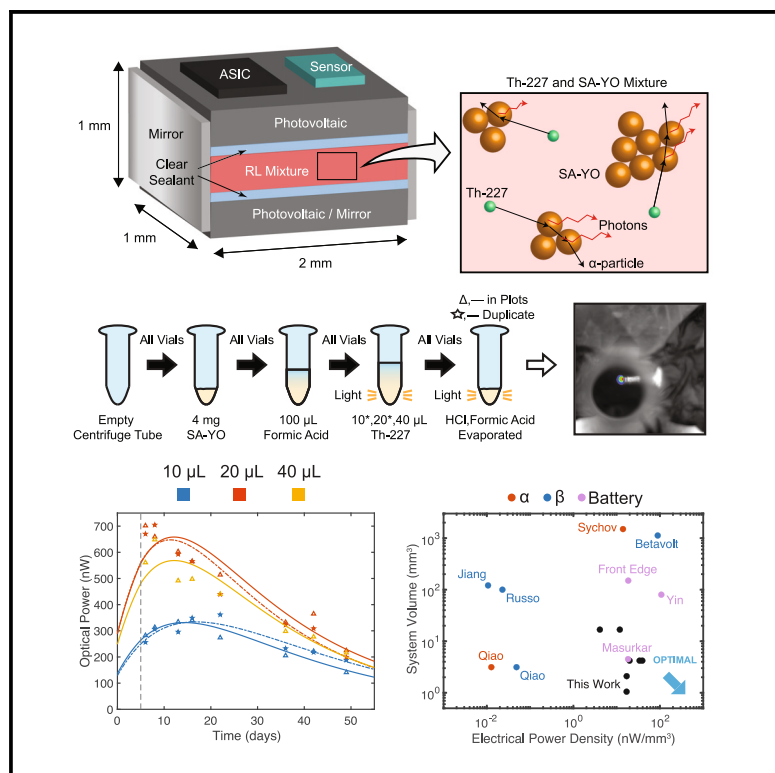 ASIC
Sensor
1 mm
Mirror
Clear
Sealant
Photovoltaic
RL Mixture
Photovoltaic / Mirror
1 mm
2 mm
Th-227 and SA-YO Mixture
SA-YO
Th-227
Photons
α-particle
△,— in Plots
☆,--- Duplicate
All Vials
All Vials
All Vials
All Vials
Light
Light
Empty
Centrifuge Tube
4 mg
SA-YO
100 µL
Formic Acid
10*,20*,40 µL
Th-227
HCl,Formic Acid
Evaporated
10 µL
20 µL
40 µL
Optical Power (nW)
700
600
500
400
300
200
100
0
0 10 20 30 40 50
Time (days)
α β Battery
System Volume (mm³)
10³
10²
10¹
10⁰
Sychov
Betavolt
Front Edge
Jiang
Russo
Yin
Masurkar
Qiao
Qiao
This Work
OPTIMAL
10⁻² 10⁰ 10²
Electrical Power Density (nW/mm³)